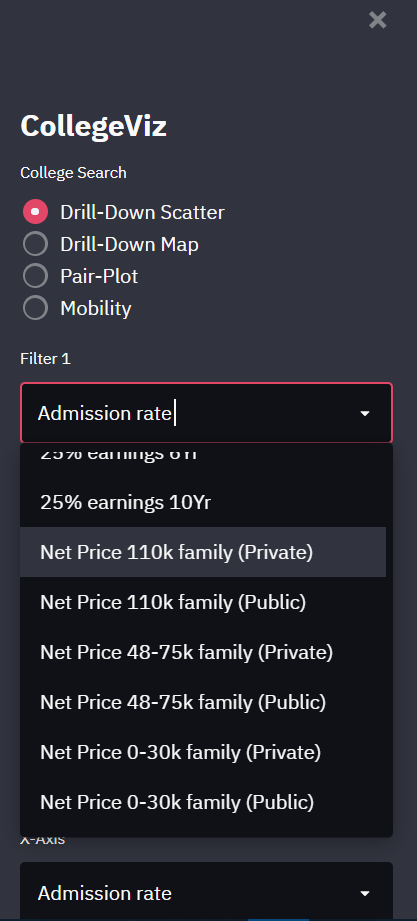 CollegeViz
College Search
Drill-Down Scatter
Drill-Down Map
Pair-Plot
Mobility
Filter 1
Admission rate
25% earnings 6Yr
25% earnings 10Yr
Net Price 110k family (Private)
Net Price 110k family (Public)
Net Price 48-75k family (Private)
Net Price 48-75k family (Public)
Net Price 0-30k family (Private)
Net Price 0-30k family (Public)
X-Axis
Admission rate